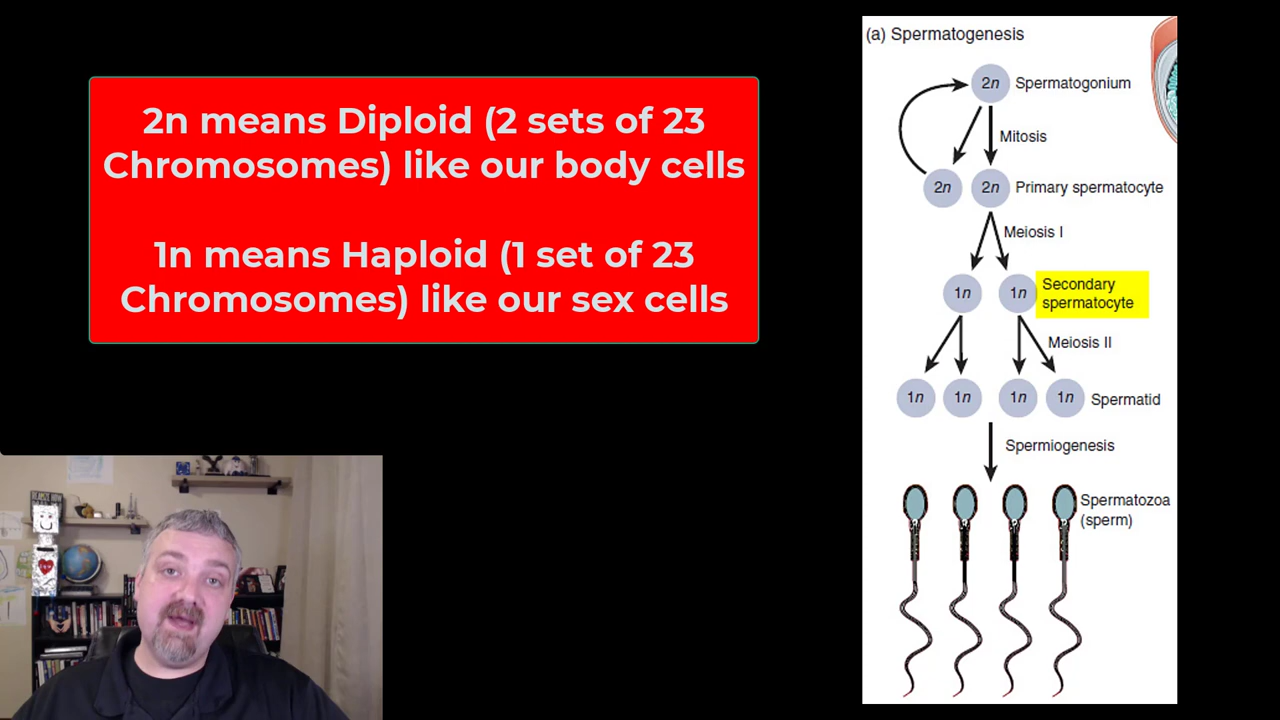 2n means Diploid (2 sets of 23
Chromosomes) like our body cells
1n means Haploid (1 set of 23
Chromosomes) like our sex cells
(a) Spermatogenesis
2n Spermatogonium
Mitosis
2n 2n Primary spermatocyte
Meiosis I
1n 1n Secondary
spermatocyte
Meiosis II
1n 1n 1n 1n Spermatid
Spermiogenesis
Spermatozoa
(sperm)